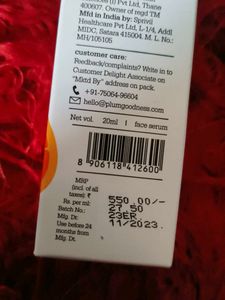 (I) Pvt Ltd, Thane
400607. Owner of regd TM
Mfd in India by: Sprivil
Healthcare Pvt Ltd, L-1/4, Addl
MIDC, Satara 415004. M. L. No.:
MH/105105
customer care:
Feedback/complaints? Write in to
Customer Delight Associate on
"Mktd By" address on pack.
+91-75064-96604
hello@plumgoodness.com
Net vol. 20ml | face serum
8 906118 412600
MRP
(incl. of all
taxes): ₹ 550.00/-
Rs. per ml: 27.50
Batch No.: 23ER
Mfg. Dt: 11/2023.
Use before 24
months from
Mfg. Dt.